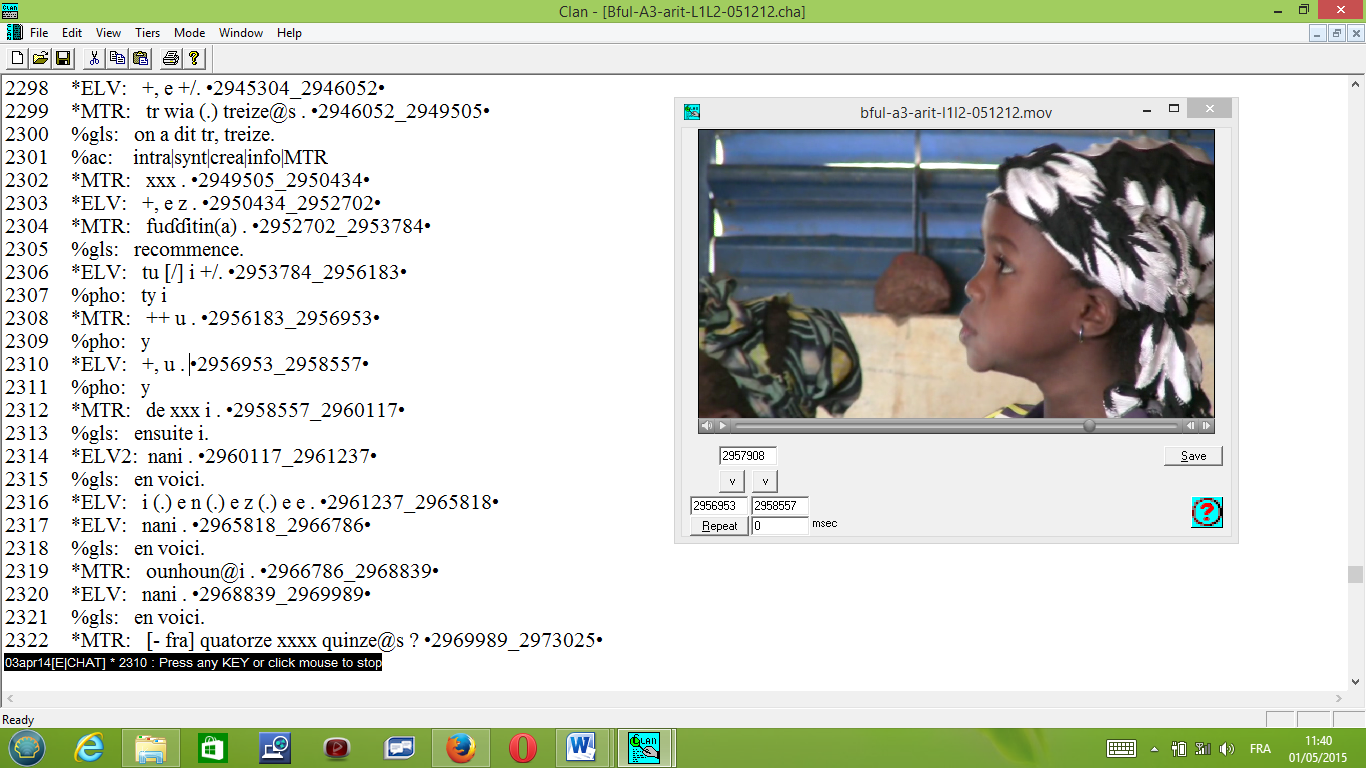 Clan - [Bful-A3-arit-L1L2-051212.cha]
File Edit View Tiers Mode Window Help
2298 *ELV: +, e +/. •2945304_2946052•
2299 *MTR: tr wia (.) treize@s . •2946052_2949505•
2300 %gls: on a dit tr, treize.
2301 %ac: intra|synt|crea|info|MTR
2302 *MTR: xxx . •2949505_2950434•
2303 *ELV: +, e z . •2950434_2952702•
2304 *MTR: fuɗɗitin(a) . •2952702_2953784•
2305 %gls: recommence.
2306 *ELV: tu [/] i +/. •2953784_2956183•
2307 %pho: ty i
2308 *MTR: ++ u . •2956183_2956953•
2309 %pho: y
2310 *ELV: +, u . •2956953_2958557•
2311 %pho: y
2312 *MTR: de xxx i . •2958557_2960117•
2313 %gls: ensuite i.
2314 *ELV2: nani . •2960117_2961237•
2315 %gls: en voici.
2316 *ELV: i (.) e n (.) e z (.) e e . •2961237_2965818•
2317 *ELV: nani . •2965818_2966786•
2318 %gls: en voici.
2319 *MTR: ounhoun@i . •2966786_2968839•
2320 *ELV: nani . •2968839_2969989•
2321 %gls: en voici.
2322 *MTR: [- fra] quatorze xxxx quinze@s ? •2969989_2973025•
03apr14[E|CHAT] * 2310 : Press any KEY or click mouse to stop
bful-a3-arit-l1l2-051212.mov
2957908
Save
v v
2956953 2958557
Repeat 0 msec
Ready
CLAN
FRA
11:40
01/05/2015